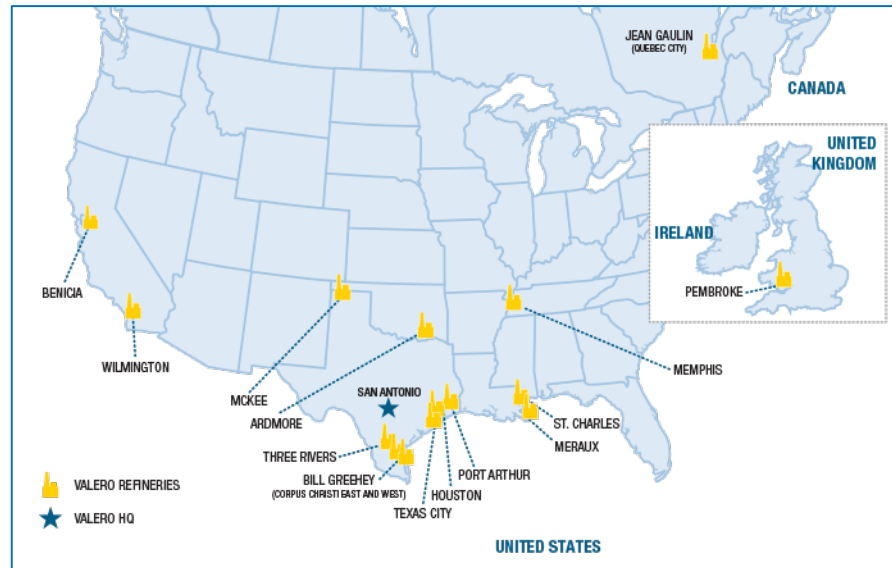 JEAN GAULIN
(QUEBEC CITY)
CANADA
UNITED
KINGDOM
IRELAND
PEMBROKE
BENICIA
WILMINGTON
MCKEE
ARDMORE
SAN ANTONIO
MEMPHIS
ST. CHARLES
MERAUX
THREE RIVERS
BILL GREEHEY
(CORPUS CHRISTI EAST AND WEST)
PORT ARTHUR
HOUSTON
TEXAS CITY
VALERO REFINERIES
VALERO HQ
UNITED STATES